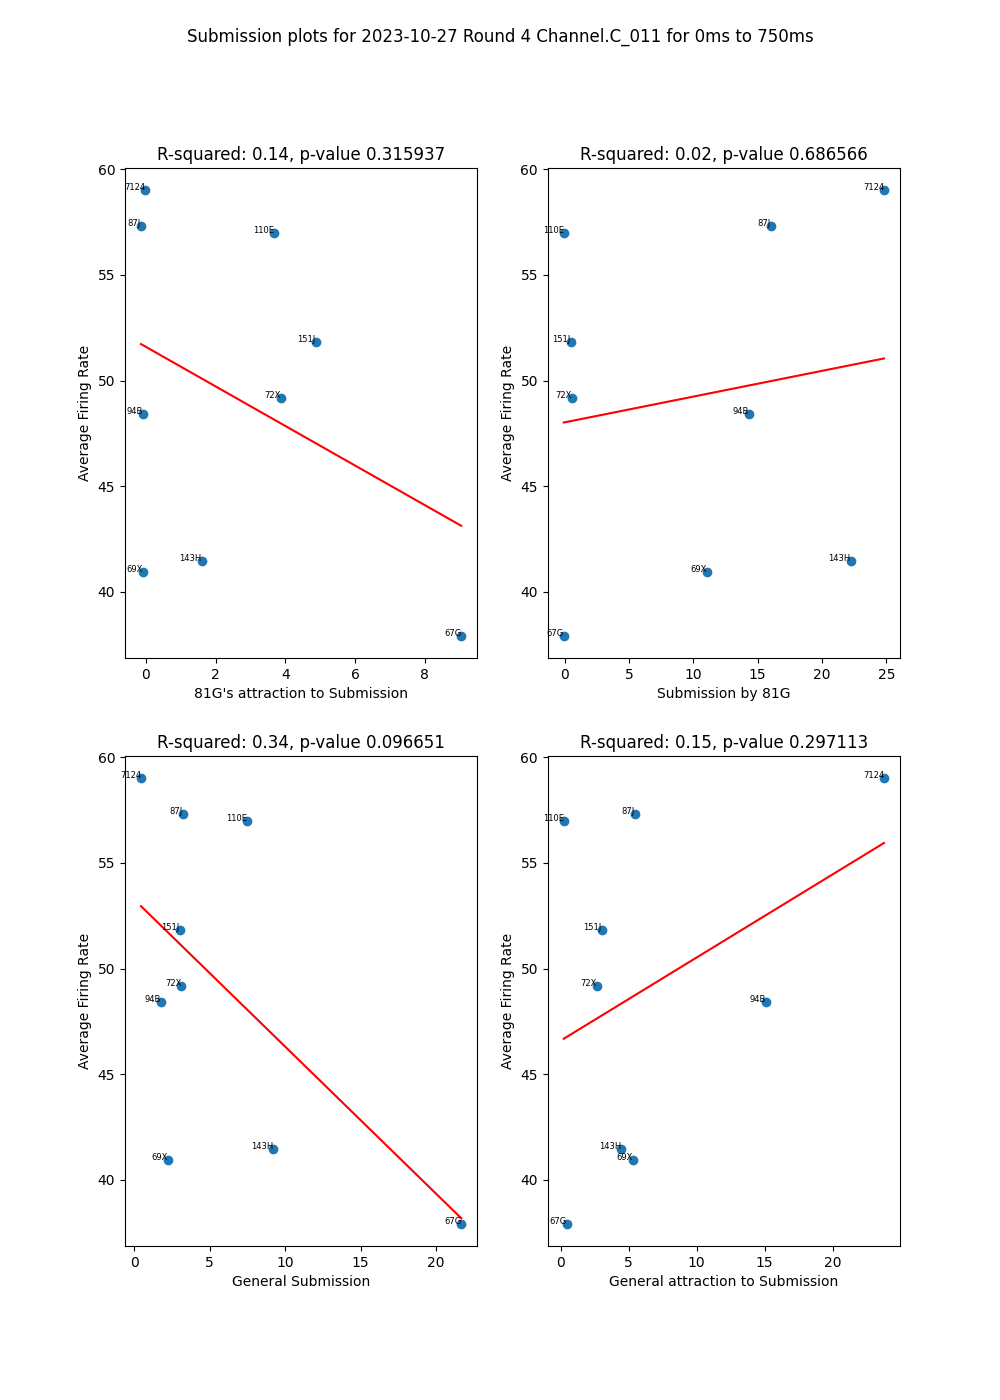 Submission plots for 2023-10-27 Round 4 Channel.C_011 for 0ms to 750ms
R-squared: 0.14, p-value 0.315937
60
55
50
45
40
Average Firing Rate
7124
87J
110E
151J
72X
94B
143H
69X
67G
0 2 4 6 8
81G's attraction to Submission
R-squared: 0.02, p-value 0.686566
60
55
50
45
40
Average Firing Rate
7124
87J
110E
151J
72X
94B
143H
69X
67G
0 5 10 15 20 25
Submission by 81G
R-squared: 0.34, p-value 0.096651
60
55
50
45
40
Average Firing Rate
7124
87J
110E
151J
72X
94B
143H
69X
67G
0 5 10 15 20
General Submission
R-squared: 0.15, p-value 0.297113
60
55
50
45
40
Average Firing Rate
7124
87J
110E
151J
72X
94B
143H
69X
67G
0 5 10 15 20
General attraction to Submission